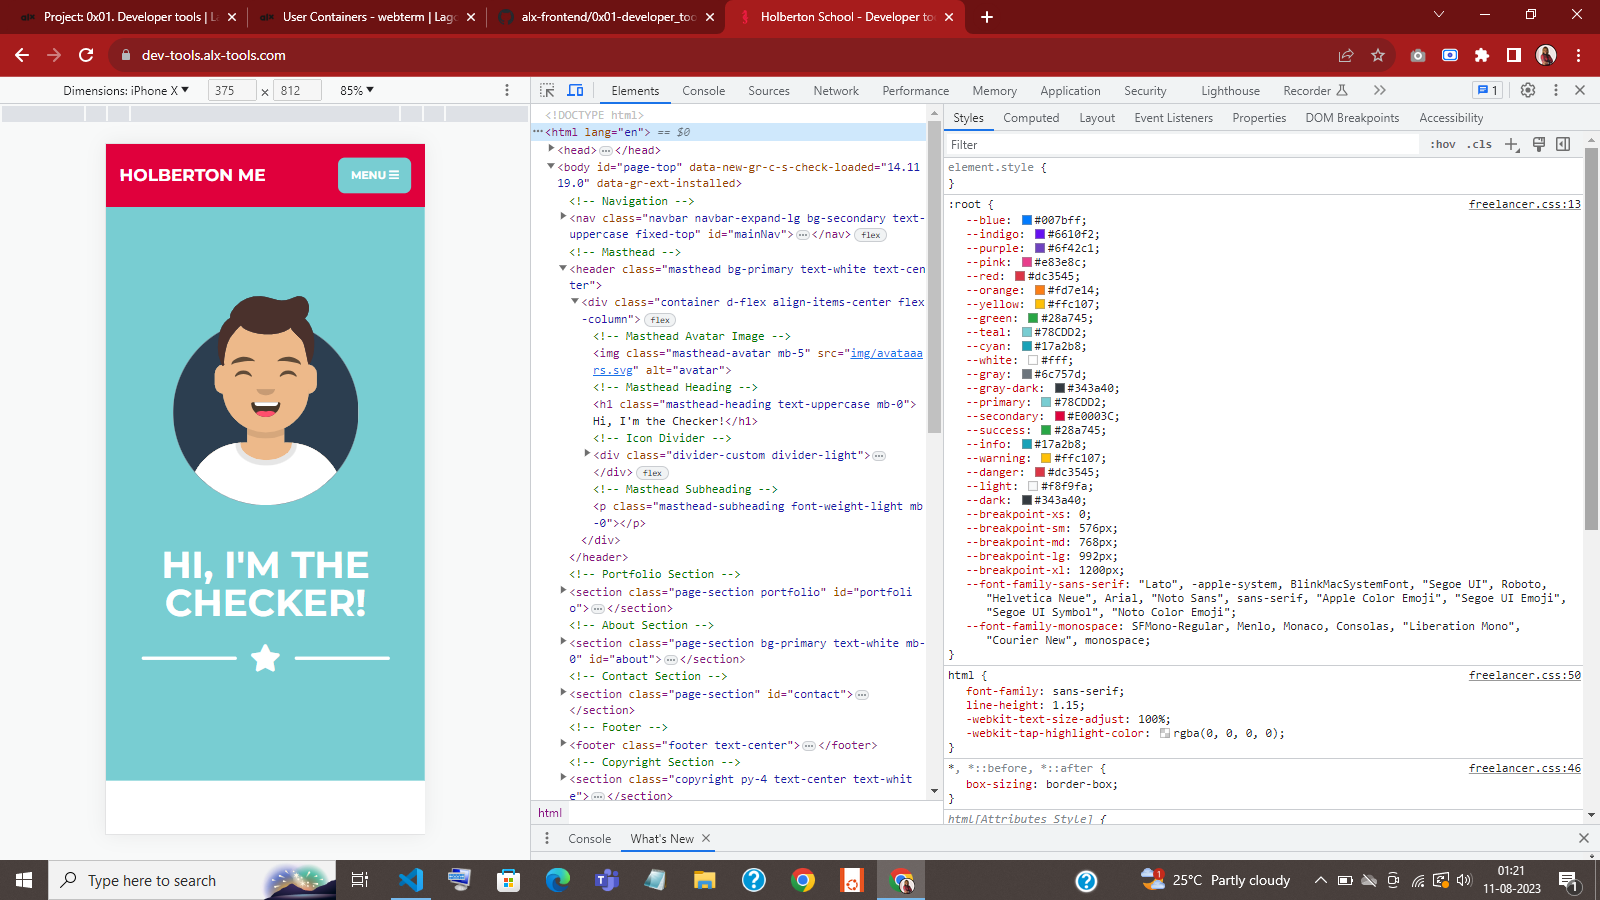 Project: 0x01. Developer tools | L
User Containers - webterm | Lag
alx-frontend/0x01-developer_too
Holberton School - Developer to
dev-tools.alx-tools.com
Dimensions: iPhone X 375 × 812 85%
HOLBERTON ME
MENU
HI, I'M THE
CHECKER!
Elements Console Sources Network Performance Memory Application Security Lighthouse Recorder 1
<!DOCTYPE html>
<html lang="en"> == $0
<head> </head>
<body id="page-top" data-new-gr-c-s-check-loaded="14.11
19.0" data-gr-ext-installed>
<!-- Navigation -->
<nav class="navbar navbar-expand-lg bg-secondary text-
uppercase fixed-top" id="mainNav"> </nav> flex
<!-- Masthead -->
<header class="masthead bg-primary text-white text-cen
ter">
<div class="container d-flex align-items-center flex
-column"> flex
<!-- Masthead Avatar Image -->
<img class="masthead-avatar mb-5" src="img/avataaa
rs.svg" alt="avatar">
<!-- Masthead Heading -->
<h1 class="masthead-heading text-uppercase mb-0">
Hi, I'm the Checker!</h1>
<!-- Icon Divider -->
<div class="divider-custom divider-light">
</div> flex
<!-- Masthead Subheading -->
<p class="masthead-subheading font-weight-light mb
-0"></p>
</div>
</header>
<!-- Portfolio Section -->
<section class="page-section portfolio" id="portfoli
o"> </section>
<!-- About Section -->
<section class="page-section bg-primary text-white mb-
0" id="about"> </section>
<!-- Contact Section -->
<section class="page-section" id="contact">
</section>
<!-- Footer -->
<footer class="footer text-center"> </footer>
<!-- Copyright Section -->
<section class="copyright py-4 text-center text-whit
e"> </section>
html
Styles Computed Layout Event Listeners Properties DOM Breakpoints Accessibility
Filter :hov .cls
element.style {
}
:root { freelancer.css:13
--blue: #007bff;
--indigo: #6610f2;
--purple: #6f42c1;
--pink: #e83e8c;
--red: #dc3545;
--orange: #fd7e14;
--yellow: #ffc107;
--green: #28a745;
--teal: #78CDD2;
--cyan: #17a2b8;
--white: #fff;
--gray: #6c757d;
--gray-dark: #343a40;
--primary: #78CDD2;
--secondary: #E0003C;
--success: #28a745;
--info: #17a2b8;
--warning: #ffc107;
--danger: #dc3545;
--light: #f8f9fa;
--dark: #343a40;
--breakpoint-xs: 0;
--breakpoint-sm: 576px;
--breakpoint-md: 768px;
--breakpoint-lg: 992px;
--breakpoint-xl: 1200px;
--font-family-sans-serif: "Lato", -apple-system, BlinkMacSystemFont, "Segoe UI", Roboto,
"Helvetica Neue", Arial, "Noto Sans", sans-serif, "Apple Color Emoji", "Segoe UI Emoji",
"Segoe UI Symbol", "Noto Color Emoji";
--font-family-monospace: SFMono-Regular, Menlo, Monaco, Consolas, "Liberation Mono",
"Courier New", monospace;
}
html { freelancer.css:50
font-family: sans-serif;
line-height: 1.15;
-webkit-text-size-adjust: 100%;
-webkit-tap-highlight-color: rgba(0, 0, 0, 0);
}
*, *::before, *::after { freelancer.css:46
box-sizing: border-box;
}
html[Attributes Style] {
Console What's New
Type here to search
1
25°C Partly cloudy
01:21
11-08-2023
1